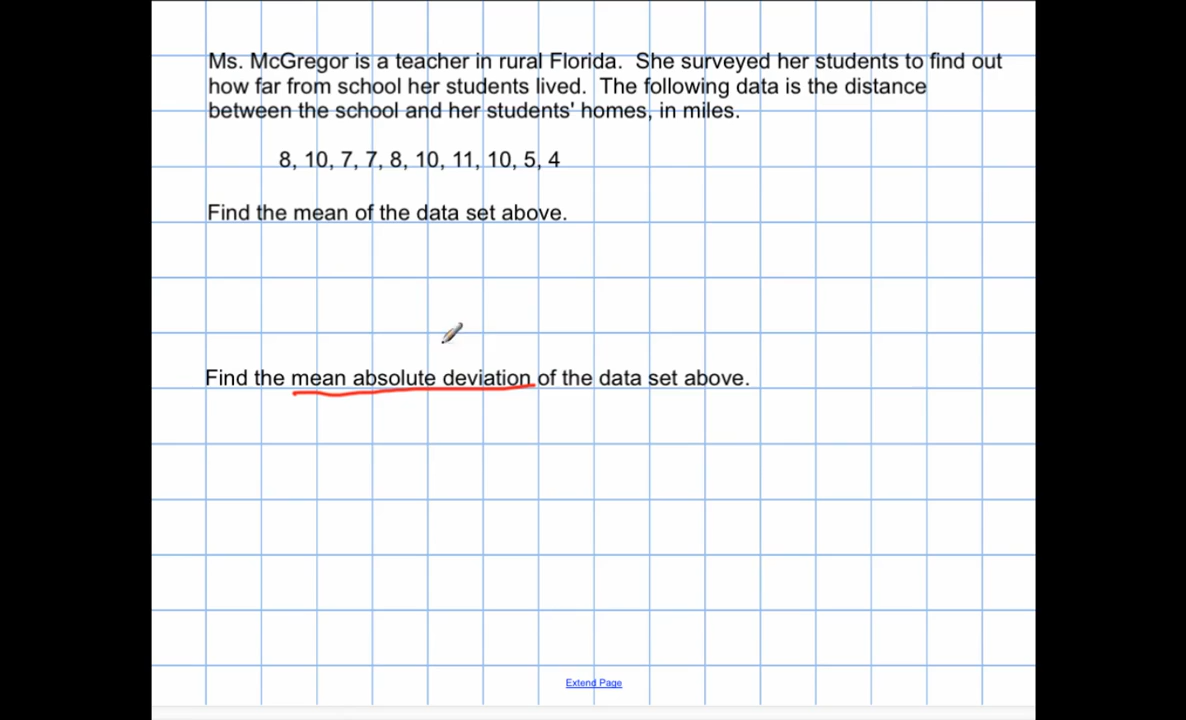 Ms. McGregor is a teacher in rural Florida.  She surveyed her students to find out
how far from school her students lived.  The following data is the distance
between the school and her students' homes, in miles.
8, 10, 7, 7, 8, 10, 11, 10, 5, 4
Find the mean of the data set above.
Find the mean absolute deviation of the data set above.
Extend Page